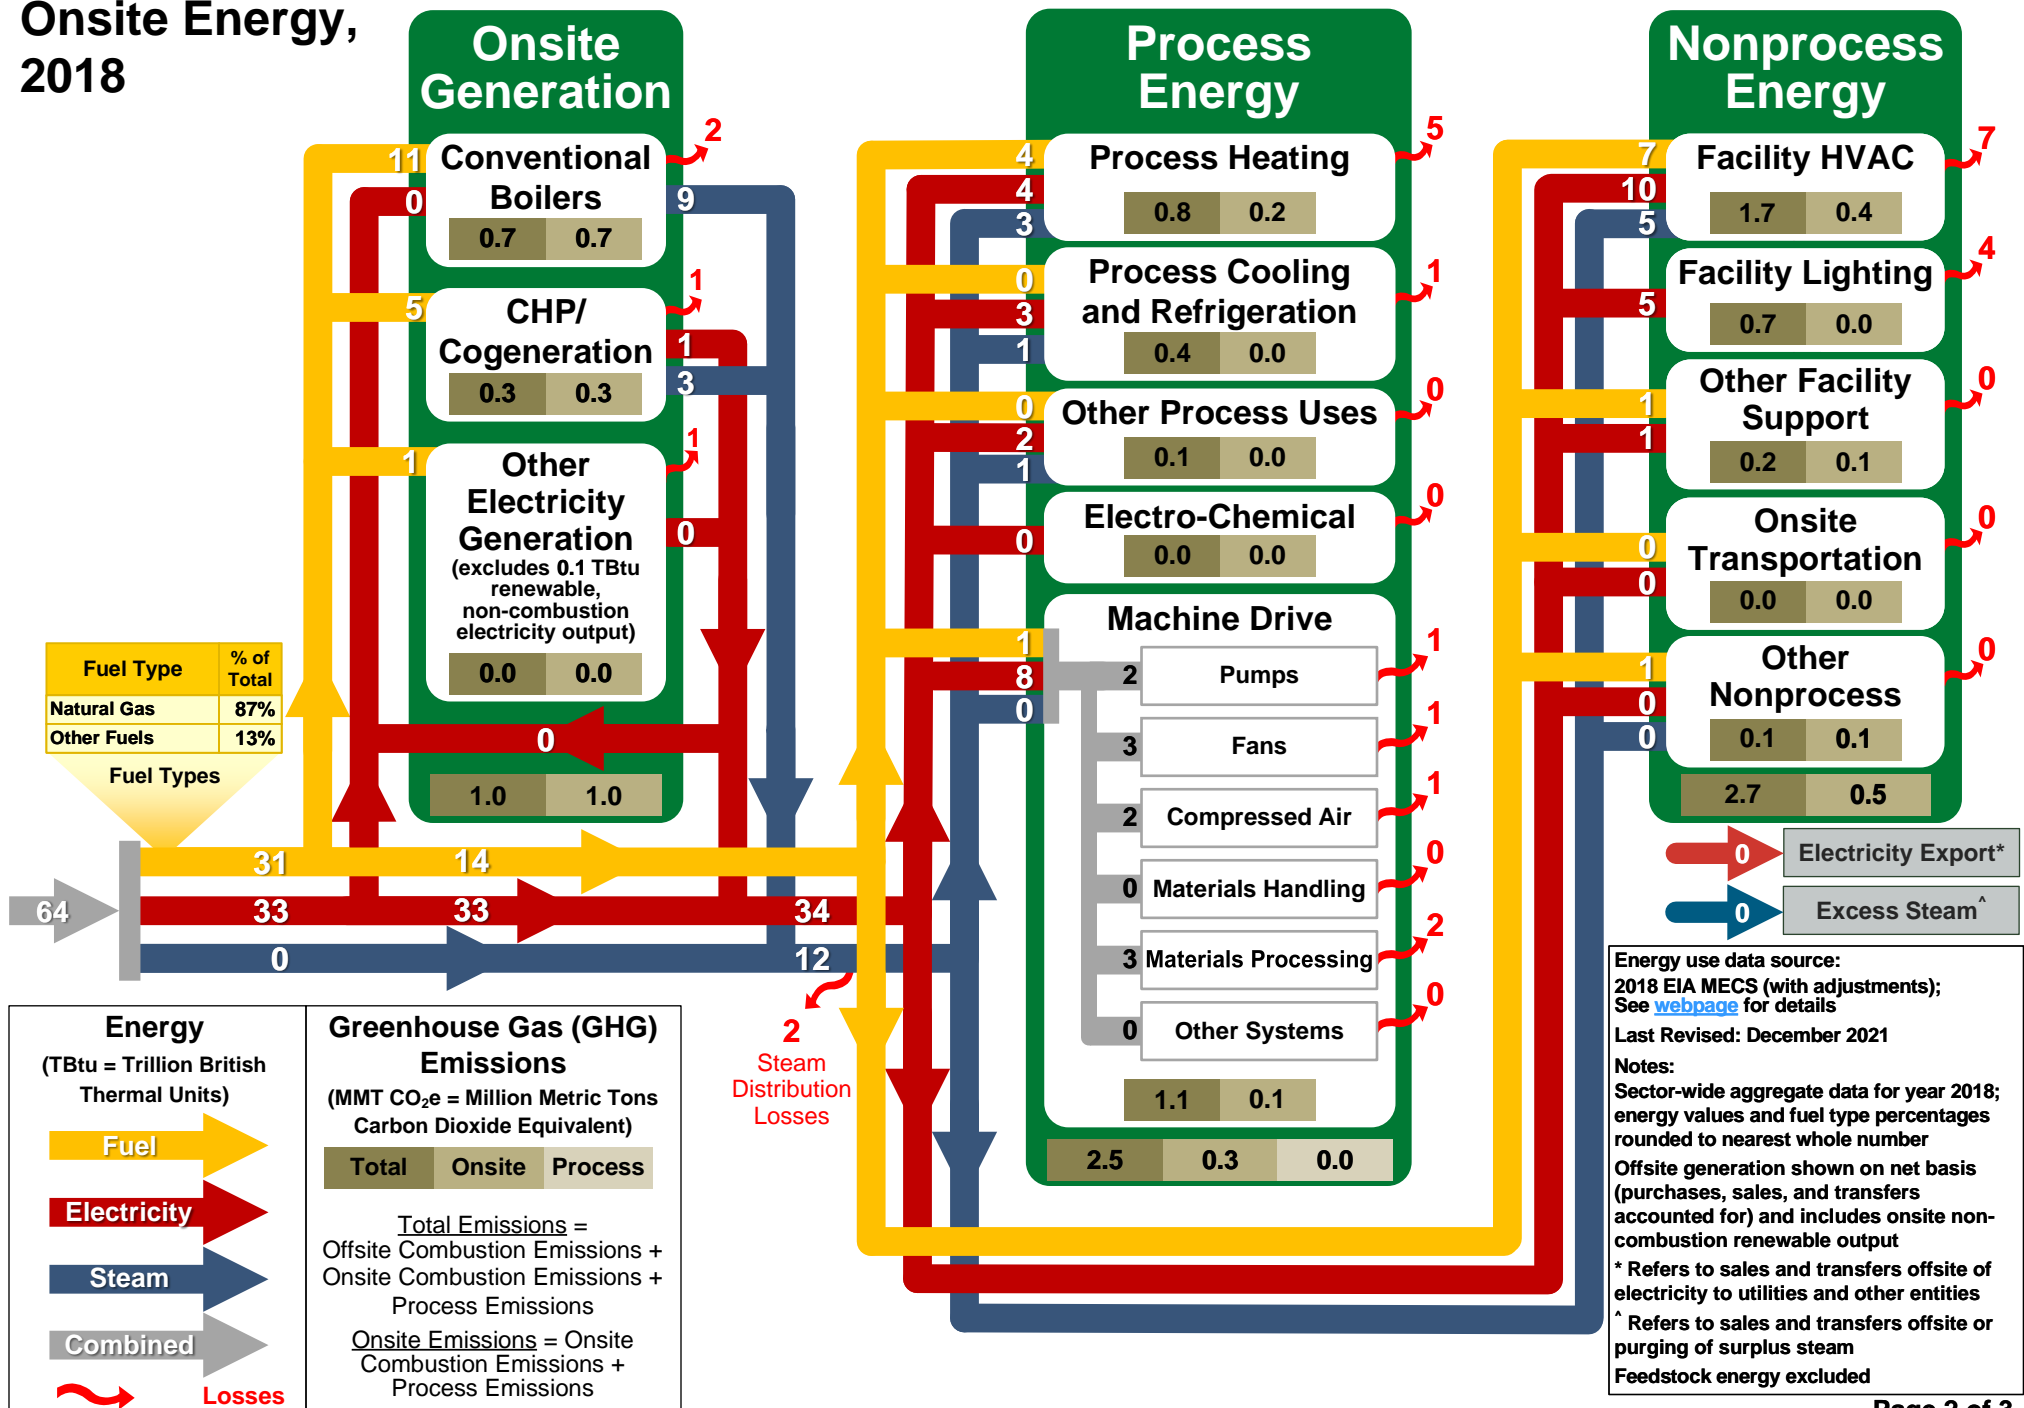 Onsite Energy,
2018
Onsite
Generation
2
11
Conventional
Boilers
0
9
0.7 0.7
1
5
CHP/
Cogeneration
1
3
0.3 0.3
1
1
Other
Electricity
Generation
0
(excludes 0.1 TBtu
renewable,
non-combustion
electricity output)
0.0 0.0
0
1.0 1.0
Fuel Type % of
Total
Natural Gas 87%
Other Fuels 13%
Fuel Types
64
31 14
33 33 34
0 12
2
Steam
Distribution
Losses
Process
Energy
5
4
4
3
Process Heating
0.8 0.2
1
0
3
1
Process Cooling
and Refrigeration
0.4 0.0
0
0
2
1
Other Process Uses
0.1 0.0
0
0
Electro-Chemical
0.0 0.0
Machine Drive
1
8
0
2 Pumps 1
3 Fans 1
2 Compressed Air 1
0 Materials Handling 0
3 Materials Processing 2
0 Other Systems 0
1.1 0.1
2.5 0.3 0.0
Nonprocess
Energy
7
7
10
5
Facility HVAC
1.7 0.4
4
5
Facility Lighting
0.7 0.0
0
1
1
Other Facility
Support
0.2 0.1
0
0
0
Onsite
Transportation
0.0 0.0
0
1
0
0
Other
Nonprocess
0.1 0.1
2.7 0.5
0 Electricity Export*
0 Excess Steam^
Energy
(TBtu = Trillion British
Thermal Units)
Fuel
Electricity
Steam
Combined
Losses
Greenhouse Gas (GHG)
Emissions
(MMT CO₂e = Million Metric Tons
Carbon Dioxide Equivalent)
Total Onsite Process
Total Emissions =
Offsite Combustion Emissions +
Onsite Combustion Emissions +
Process Emissions
Onsite Emissions = Onsite
Combustion Emissions +
Process Emissions
Energy use data source:
2018 EIA MECS (with adjustments);
See webpage for details
Last Revised: December 2021
Notes:
Sector-wide aggregate data for year 2018;
energy values and fuel type percentages
rounded to nearest whole number
Offsite generation shown on net basis
(purchases, sales, and transfers
accounted for) and includes onsite non-
combustion renewable output
* Refers to sales and transfers offsite of
electricity to utilities and other entities
^ Refers to sales and transfers offsite or
purging of surplus steam
Feedstock energy excluded
Page 2 of 3